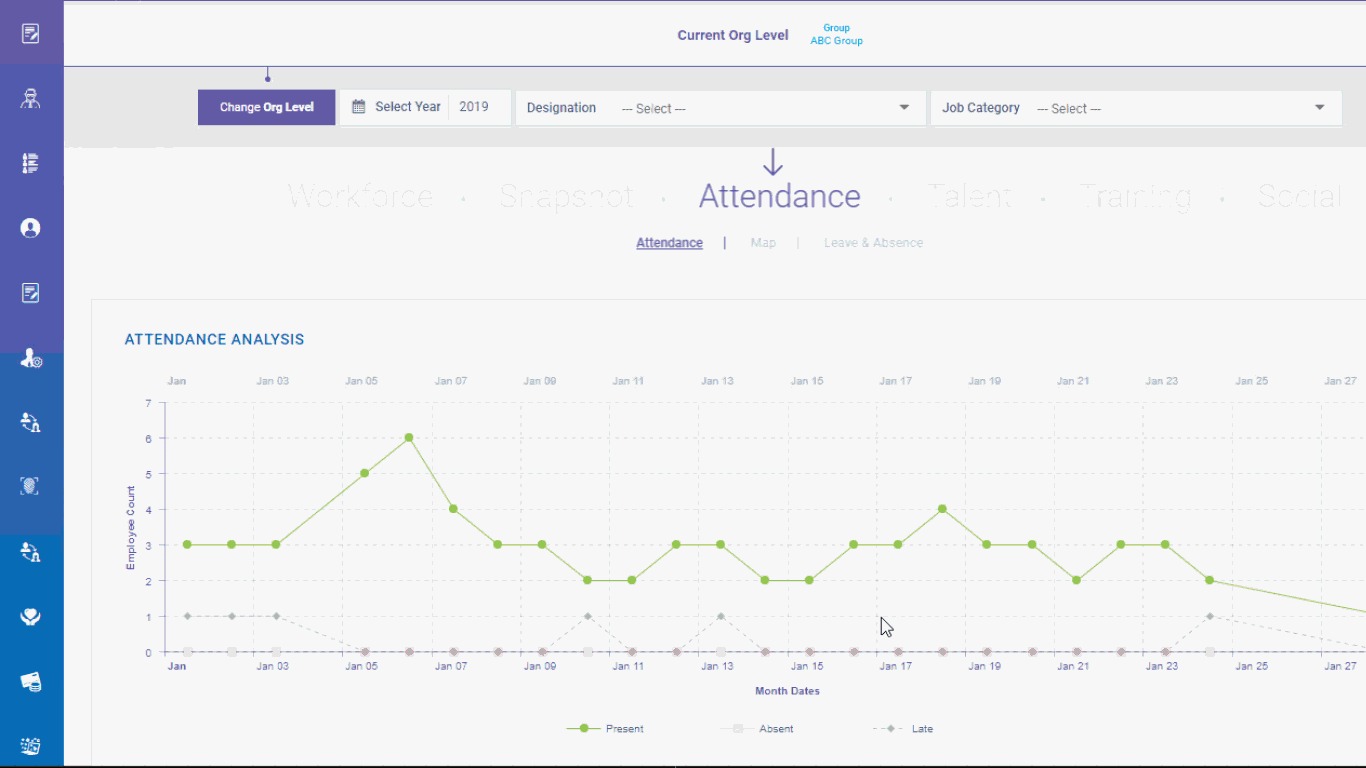 Current Org Level
Group
ABC Group
Change Org Level
Select Year 2019
Designation --- Select ---
Job Category --- Select ---
Workforce • Snapshot • Attendance • Talent • Training • Social
Attendance | Map | Leave & Absence
ATTENDANCE ANALYSIS
Jan Jan 03 Jan 05 Jan 07 Jan 09 Jan 11 Jan 13 Jan 15 Jan 17 Jan 19 Jan 21 Jan 23 Jan 25 Jan 27
7
6
5
4
3
2
1
0
Employee Count
Jan Jan 03 Jan 05 Jan 07 Jan 09 Jan 11 Jan 13 Jan 15 Jan 17 Jan 19 Jan 21 Jan 23 Jan 25 Jan 27
Month Dates
Present Absent Late